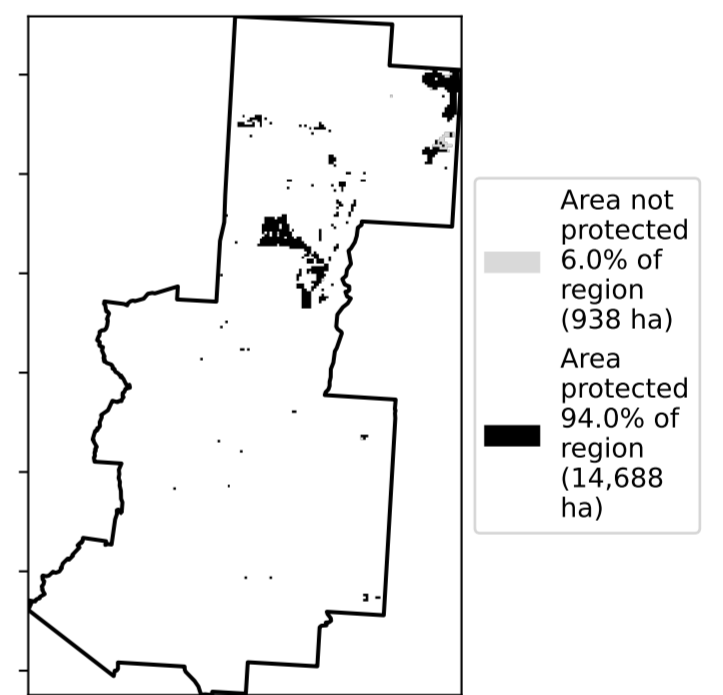 Area not
protected
6.0% of
region
(938 ha)
Area
protected
94.0% of
region
(14,688
ha)